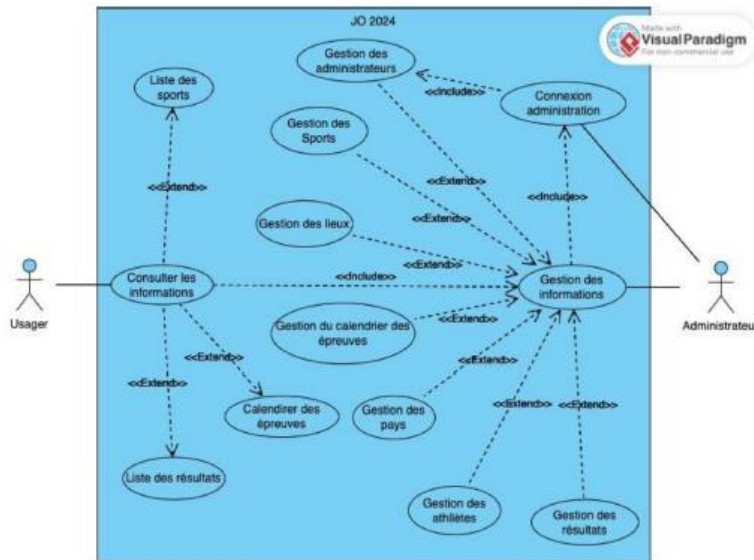 JO 2024
Made with
Visual Paradigm
For non-commercial use
Gestion des
administrateurs
Liste des
sports
<<Include>>
Connexion
administration
Gestion des
Sports
<<Extend>>
<<Extend>>
<<Extend>>
<<Include>>
Gestion des lieux
<<Extend>>
Consulter les
informations
<<Include>>
Gestion des
informations
Usager
Administrateu
Gestion du calendrier des
épreuves
<<Extend>>
<<Extend>>
<<Extend>>
<<Extend>>
Calendirer des
épreuves
Gestion des
pays
<<Extend>>
<<Extend>>
Liste des résultats
Gestion des
athllètes
Gestion des
résultats